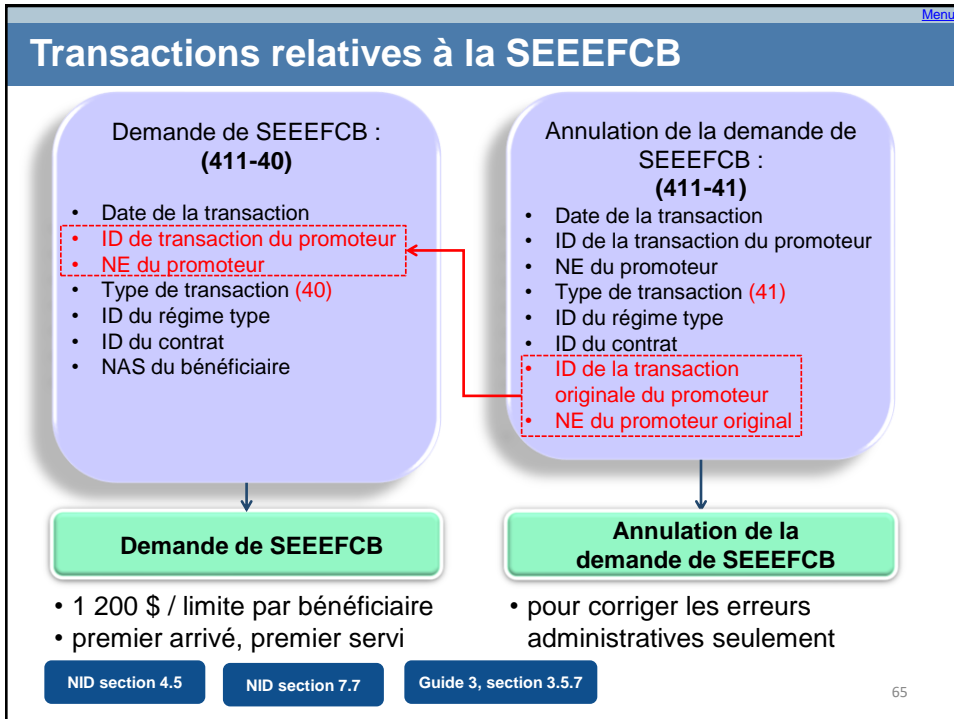 Menu
Transactions relatives à la SEEEFCB
Demande de SEEEFCB :
(411-40)
• Date de la transaction
• ID de transaction du promoteur
• NE du promoteur
• Type de transaction (40)
• ID du régime type
• ID du contrat
• NAS du bénéficiaire
Annulation de la demande de
SEEEFCB :
(411-41)
• Date de la transaction
• ID de la transaction du promoteur
• NE du promoteur
• Type de transaction (41)
• ID du régime type
• ID du contrat
• ID de la transaction
originale du promoteur
• NE du promoteur original
Demande de SEEEFCB
Annulation de la
demande de SEEEFCB
• 1 200 $ / limite par bénéficiaire
• premier arrivé, premier servi
• pour corriger les erreurs
administratives seulement
NID section 4.5
NID section 7.7
Guide 3, section 3.5.7
65